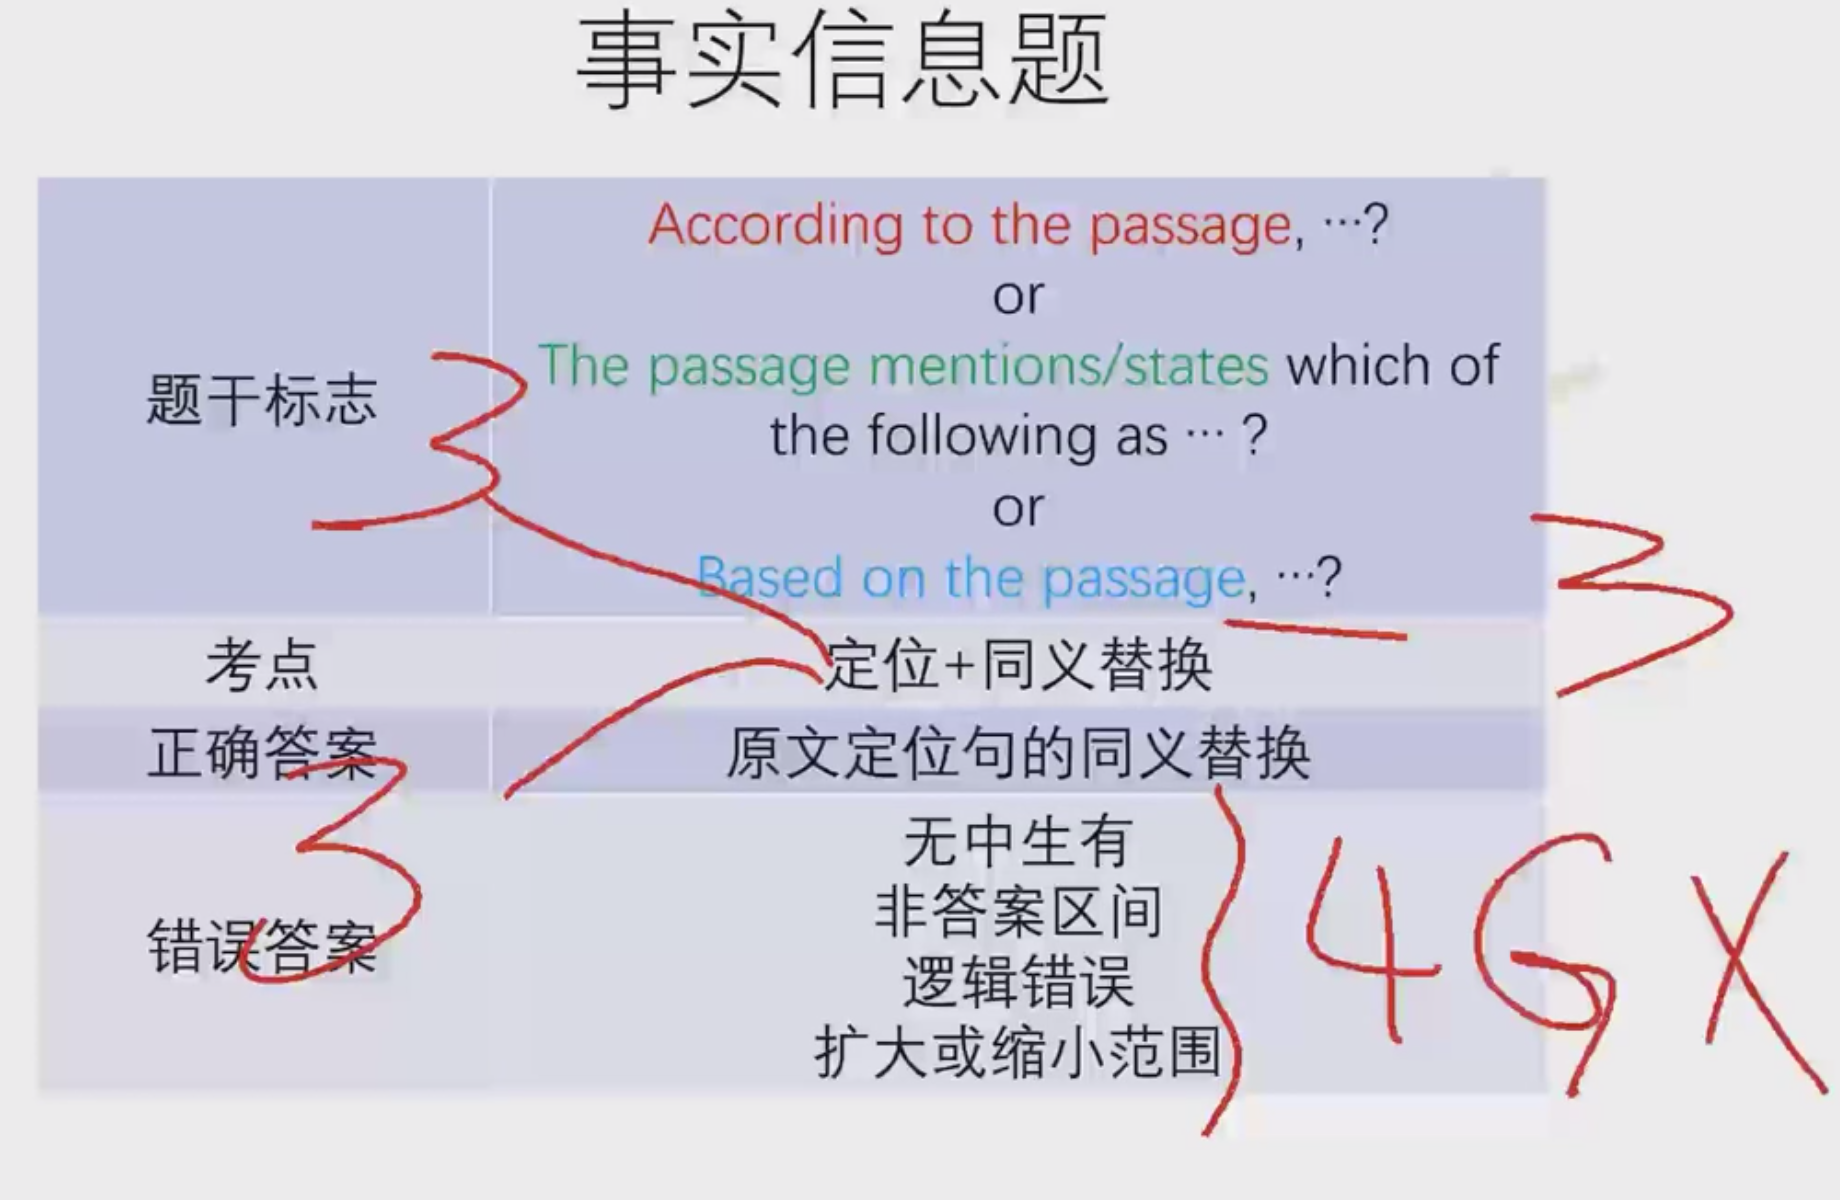 事实信息题
题干标志
According to the passage, …?
or
The passage mentions/states which of
the following as … ?
or
Based on the passage, …?
考点
定位+同义替换
正确答案
原文定位句的同义替换
错误答案
无中生有
非答案区间
逻辑错误
扩大或缩小范围
3
3
3
4G X